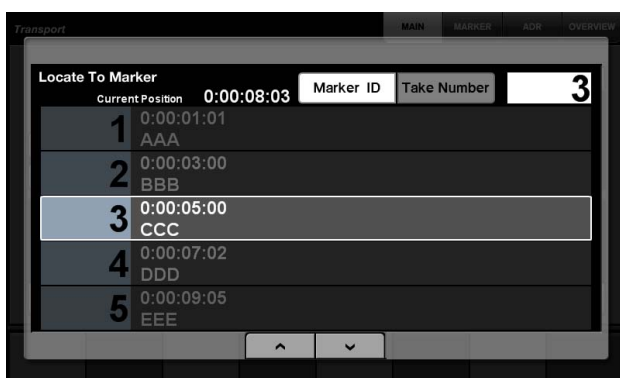 Transport MAIN MARKER ADR OVERVIEW
Locate To Marker
Current Position 0:00:08:03 Marker ID Take Number 3
1 0:00:01:01
AAA
2 0:00:03:00
BBB
3 0:00:05:00
CCC
4 0:00:07:02
DDD
5 0:00:09:05
EEE